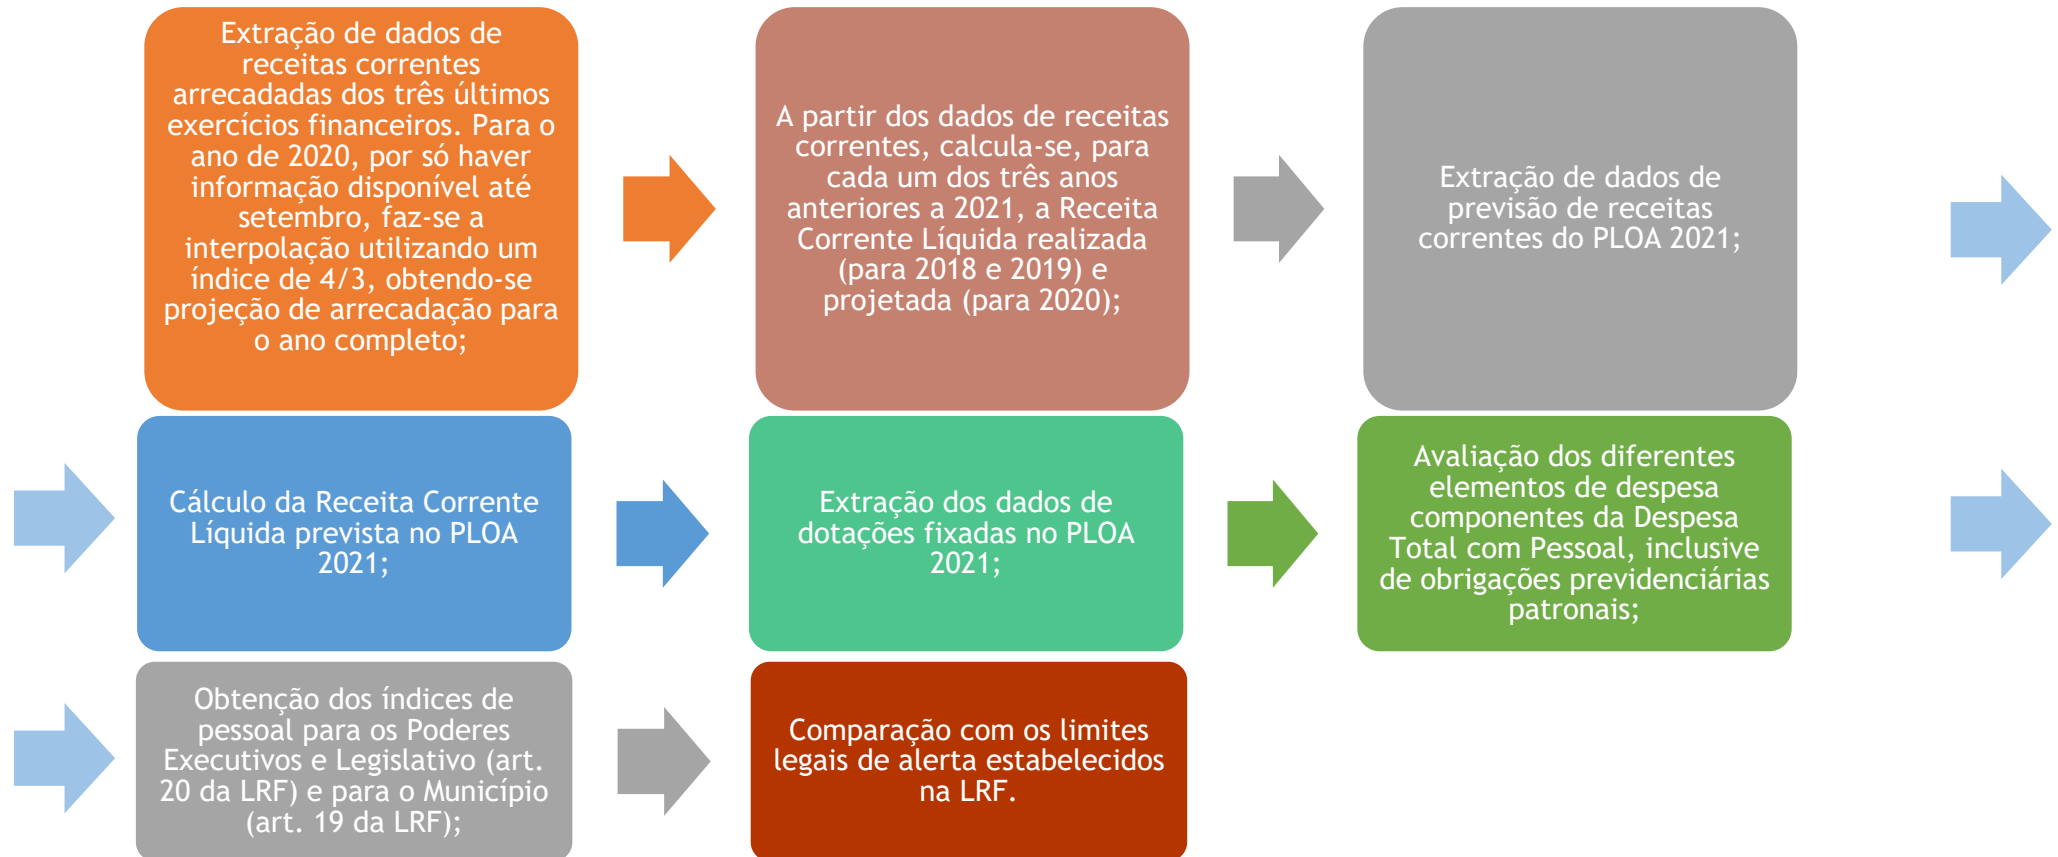 Extração de dados de
receitas correntes
arrecadadas dos três últimos
exercícios financeiros. Para o
ano de 2020, por só haver
informação disponível até
setembro, faz-se a
interpolação utilizando um
índice de 4/3, obtendo-se
projeção de arrecadação para
o ano completo;
A partir dos dados de receitas
correntes, calcula-se, para
cada um dos três anos
anteriores a 2021, a Receita
Corrente Líquida realizada
(para 2018 e 2019) e
projetada (para 2020);
Extração de dados de
previsão de receitas
correntes do PLOA 2021;
Cálculo da Receita Corrente
Líquida prevista no PLOA
2021;
Extração dos dados de
dotações fixadas no PLOA
2021;
Avaliação dos diferentes
elementos de despesa
componentes da Despesa
Total com Pessoal, inclusive
de obrigações previdenciárias
patronais;
Obtenção dos índices de
pessoal para os Poderes
Executivos e Legislativo (art.
20 da LRF) e para o Município
(art. 19 da LRF);
Comparação com os limites
legais de alerta estabelecidos
na LRF.